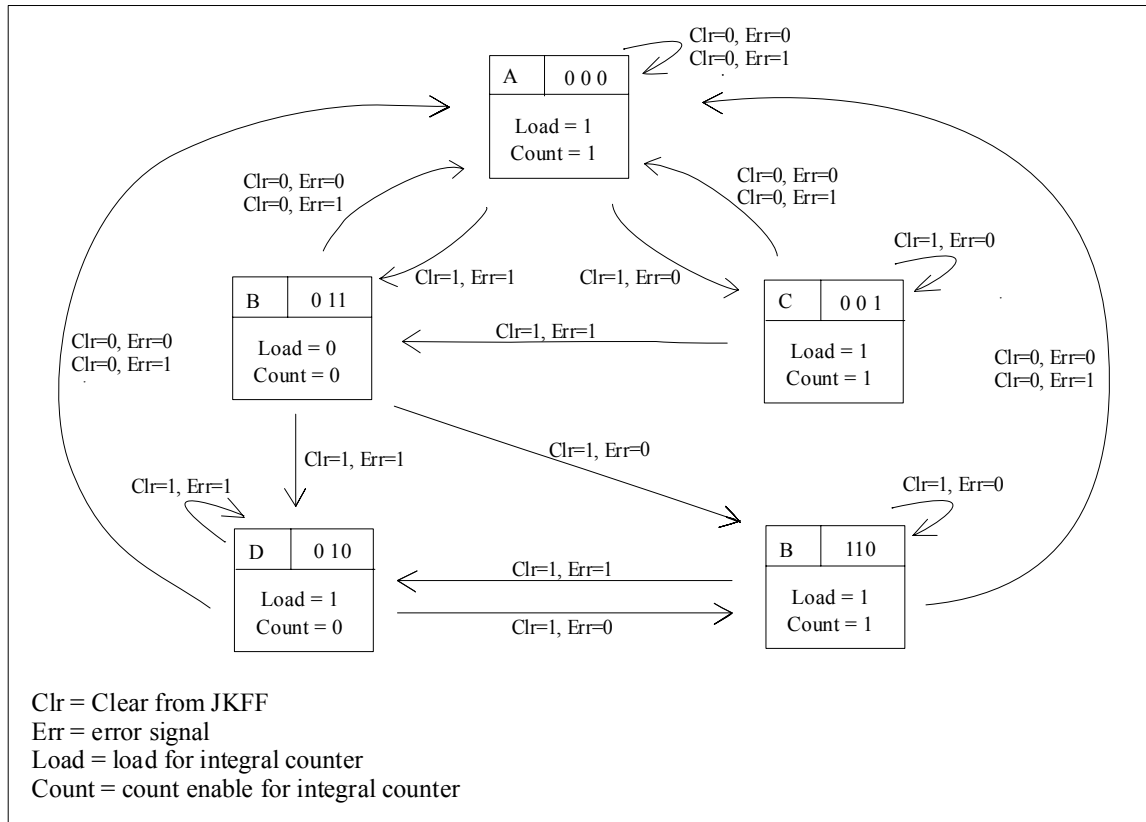 Clr=0, Err=0
Clr=0, Err=1
A 0 0 0
Load = 1
Count = 1
Clr=0, Err=0
Clr=0, Err=1
Clr=0, Err=0
Clr=0, Err=1
Clr=1, Err=0
Clr=1, Err=1
Clr=1, Err=0
B 0 11
Load = 0
Count = 0
C 0 0 1
Load = 1
Count = 1
Clr=1, Err=1
Clr=0, Err=0
Clr=0, Err=1
Clr=0, Err=0
Clr=0, Err=1
Clr=1, Err=1
Clr=1, Err=0
Clr=1, Err=1
Clr=1, Err=0
D 0 10
Load = 1
Count = 0
B 110
Load = 1
Count = 1
Clr=1, Err=1
Clr=1, Err=0
Clr = Clear from JKFF
Err = error signal
Load = load for integral counter
Count = count enable for integral counter